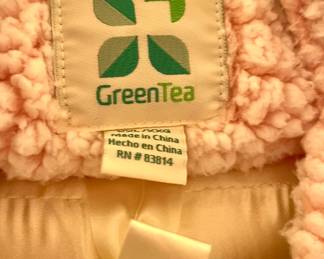 GreenTea
Made in China
Hecho en China
RN # 83814